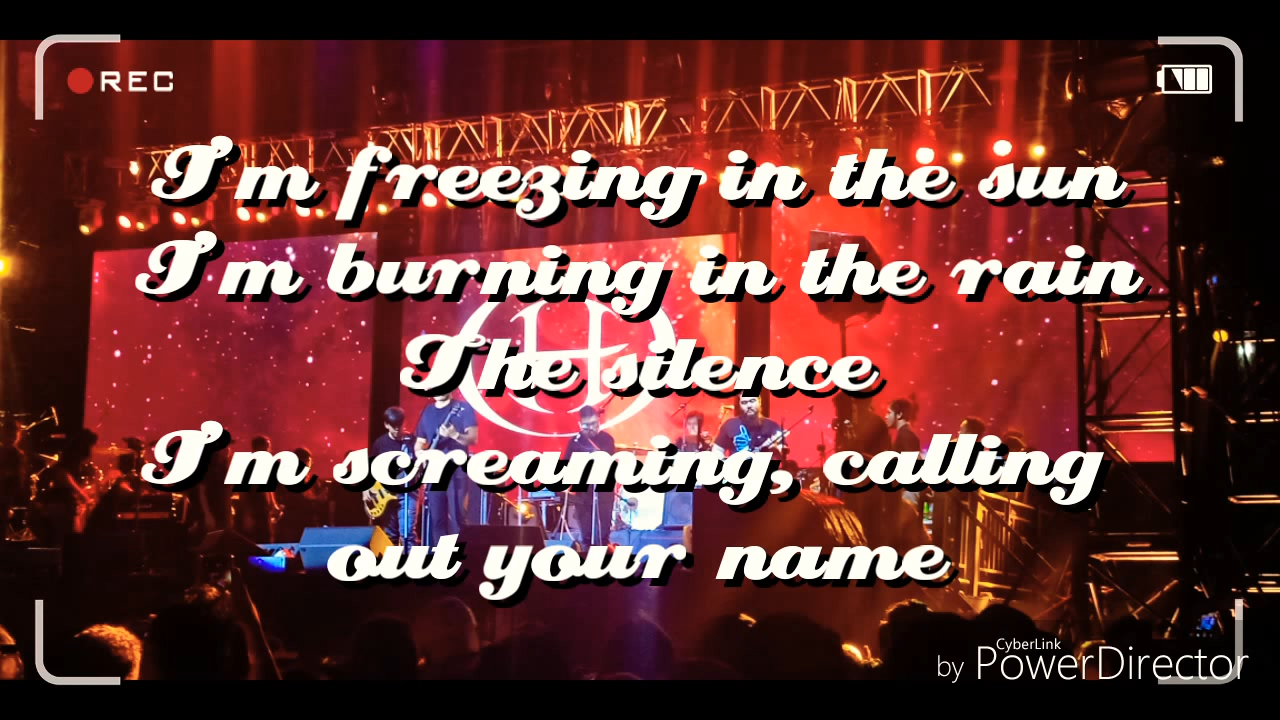 REC
I'm freezing in the sun
I'm burning in the rain
The silence
I'm screaming, calling
out your name
CyberLink
by PowerDirector